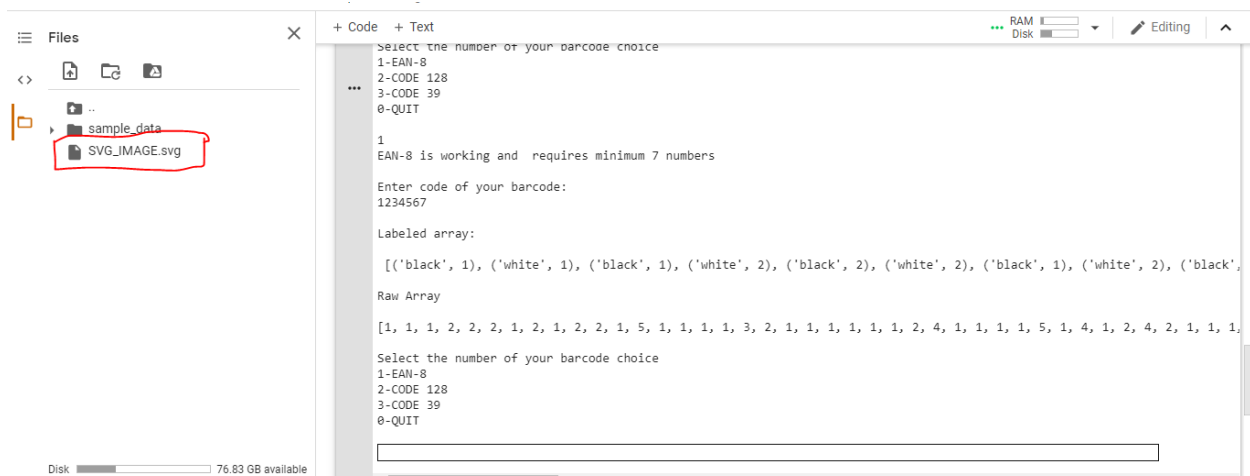 Files
..
sample_data
SVG_IMAGE.svg
Disk
76.83 GB available
+ Code + Text
RAM
Disk
Editing
Select the number of your barcode choice
1-EAN-8
2-CODE 128
3-CODE 39
0-QUIT
1
EAN-8 is working and  requires minimum 7 numbers
Enter code of your barcode:
1234567
Labeled array:
[('black', 1), ('white', 1), ('black', 1), ('white', 2), ('black', 2), ('white', 2), ('black', 1), ('white', 2), ('black',
Raw Array
[1, 1, 1, 2, 2, 2, 1, 2, 1, 2, 2, 1, 5, 1, 1, 1, 1, 3, 2, 1, 1, 1, 1, 1, 1, 2, 4, 1, 1, 1, 1, 5, 1, 4, 1, 2, 4, 2, 1, 1, 1,
Select the number of your barcode choice
1-EAN-8
2-CODE 128
3-CODE 39
0-QUIT